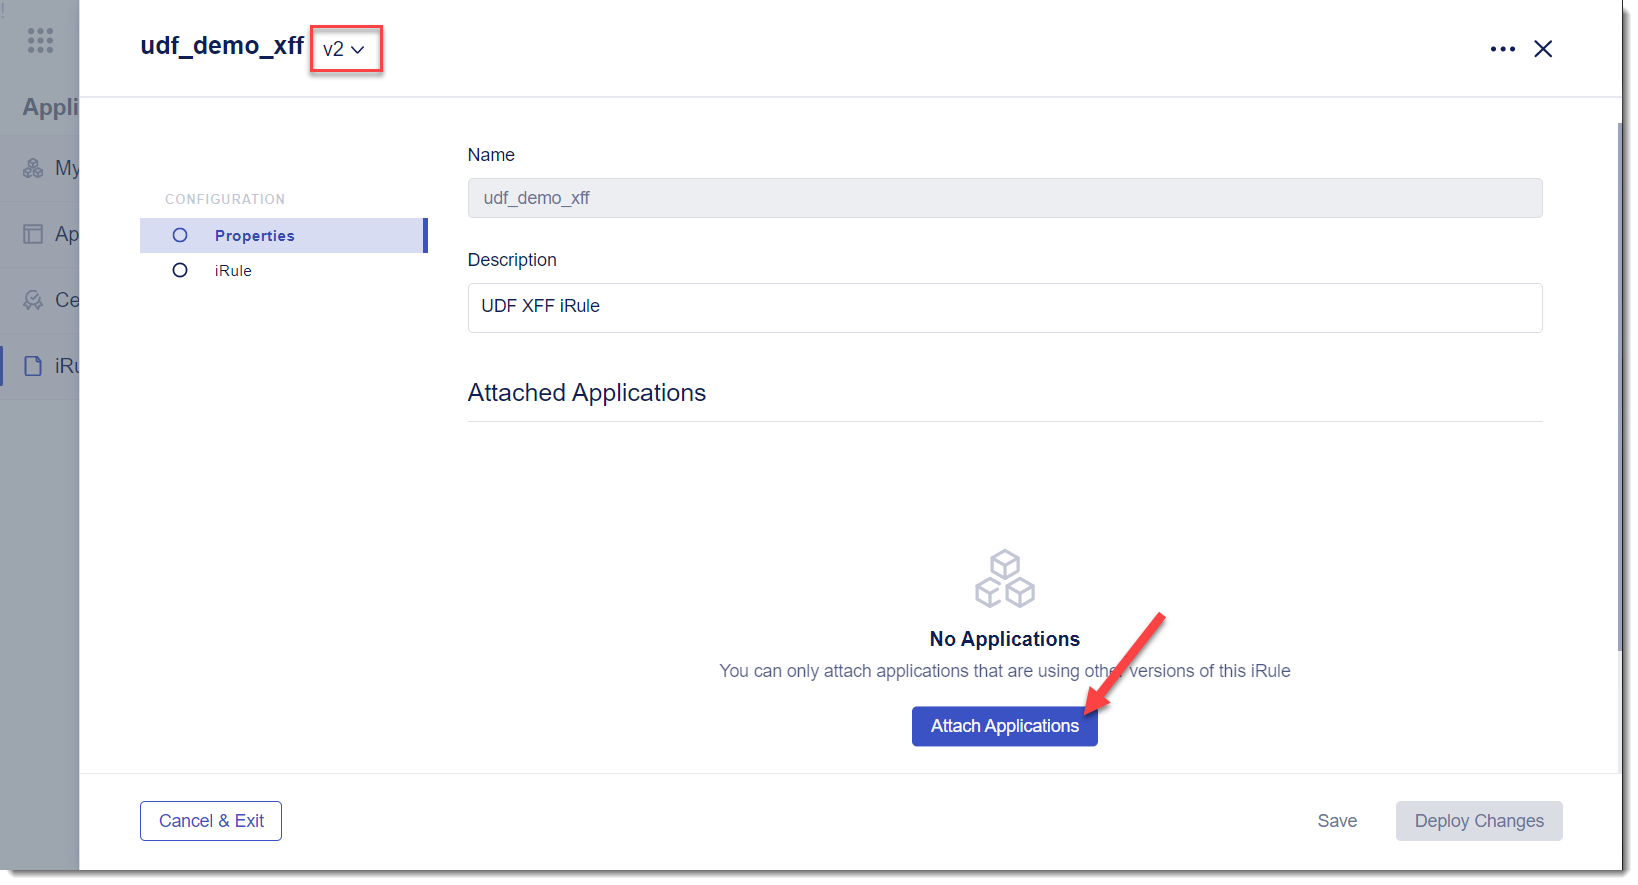 udf_demo_xff v2
Appli
My
Ap
Ce
iRu
CONFIGURATION
Properties
iRule
Name
udf_demo_xff
Description
UDF XFF iRule
Attached Applications
No Applications
You can only attach applications that are using other versions of this iRule
Attach Applications
Cancel & Exit
Save
Deploy Changes